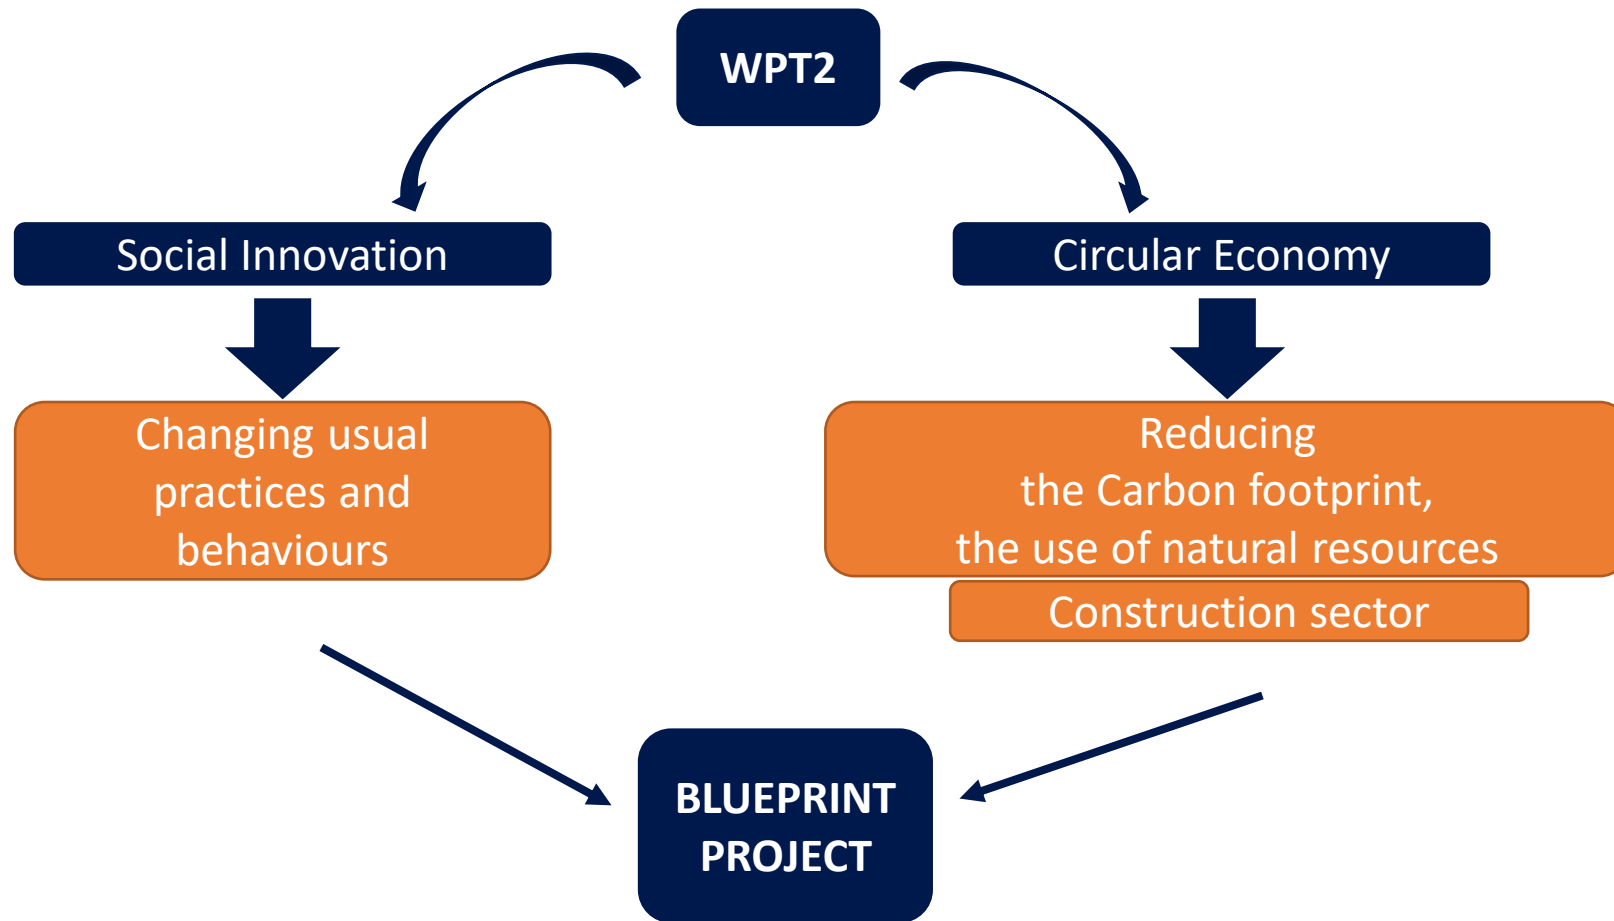 WPT2
Social Innovation
Circular Economy
Changing usual
practices and
behaviours
Reducing
the Carbon footprint,
the use of natural resources
Construction sector
BLUEPRINT
PROJECT